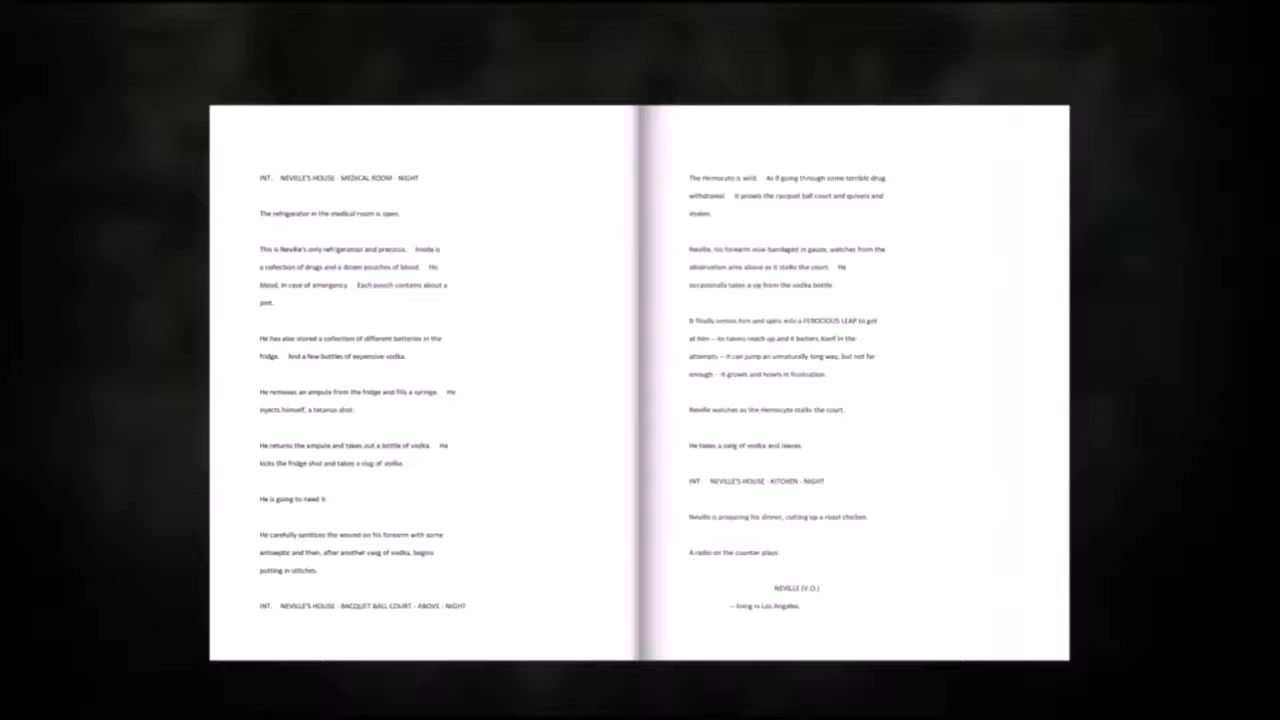 INT. NEVILLE'S HOUSE - MEDICAL ROOM - NIGHT
The refrigerator in the medical room is open.
This is Neville's only refrigeration and precious. Inside is
a collection of drugs and a dozen pouches of blood. His
blood, in case of emergency. Each pouch contains about a
pint.
He has also stored a collection of different batteries in the
fridge. And a few bottles of expensive vodka.
He removes an ampule from the fridge and fills a syringe. He
injects himself, a tetanus shot.
He returns the ampule and takes out a bottle of vodka. He
kicks the fridge shut and takes a slug of vodka.
He is going to need it.
He carefully sanitizes the wound on his forearm with some
antiseptic and then, after another swig of vodka, begins
putting in stitches.
INT. NEVILLE'S HOUSE - RACQUET BALL COURT - ABOVE - NIGHT
The Hemocyte is wild. As if going through some terrible drug
withdrawal. It prowls the racquet ball court and quivers and
shakes.
Neville, his forearm now bandaged in gauze, watches from the
observation area above as it stalks the court. He
occasionally takes a sip from the vodka bottle.
It finally senses him and spins into a FEROCIOUS LEAP to get
at him -- its talons reach up and it batters itself in the
attempts -- it can jump an unnaturally long way, but not far
enough -- it growls and howls in frustration.
Neville watches as the Hemocyte stalks the court.
He takes a swig of vodka and leaves.
INT. NEVILLE'S HOUSE - KITCHEN - NIGHT
Neville is preparing his dinner, cutting up a roast chicken.
A radio on the counter plays:
NEVILLE (V.O.)
-- living in Los Angeles.